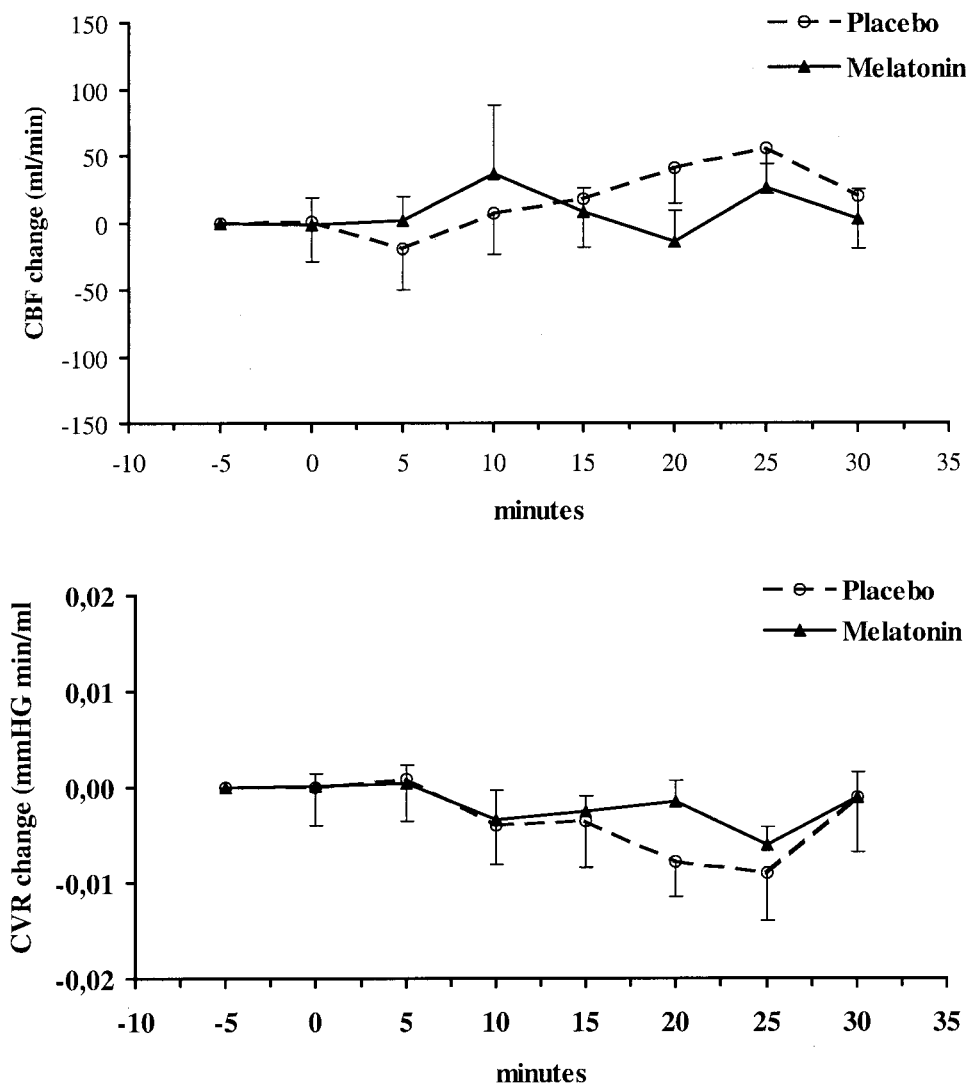 Placebo
Melatonin
CBF change (ml/min)
150
100
50
0
-50
-100
-150
-10 -5 0 5 10 15 20 25 30 35
minutes
Placebo
Melatonin
CVR change (mmHG min/ml
0,02
0,01
0,00
-0,01
-0,02
-10 -5 0 5 10 15 20 25 30 35
minutes